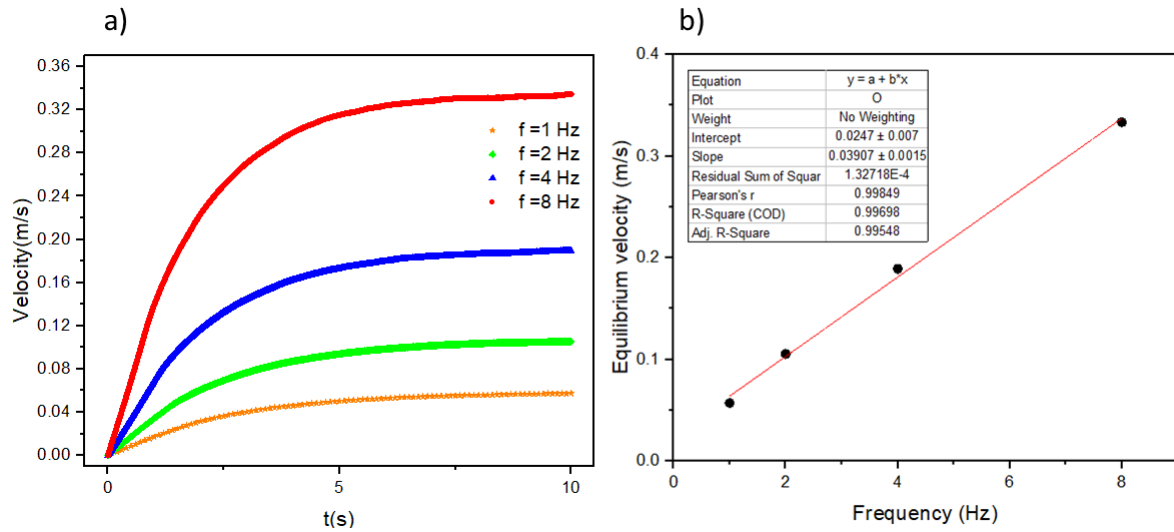 a)
0.36
0.32
0.28
0.24
0.20
0.16
0.12
0.08
0.04
0.00
Velocity(m/s)
f =1 Hz
f =2 Hz
f =4 Hz
f =8 Hz
0
5
10
t(s)
b)
0.4
0.3
0.2
0.1
0.0
Equilibrium velocity (m/s)
Equation y = a + b*x
Plot O
Weight No Weighting
Intercept 0.0247 ± 0.007
Slope 0.03907 ± 0.0015
Residual Sum of Squar 1.32718E-4
Pearson's r 0.99849
R-Square (COD) 0.99698
Adj. R-Square 0.99548
0
2
4
6
8
Frequency (Hz)